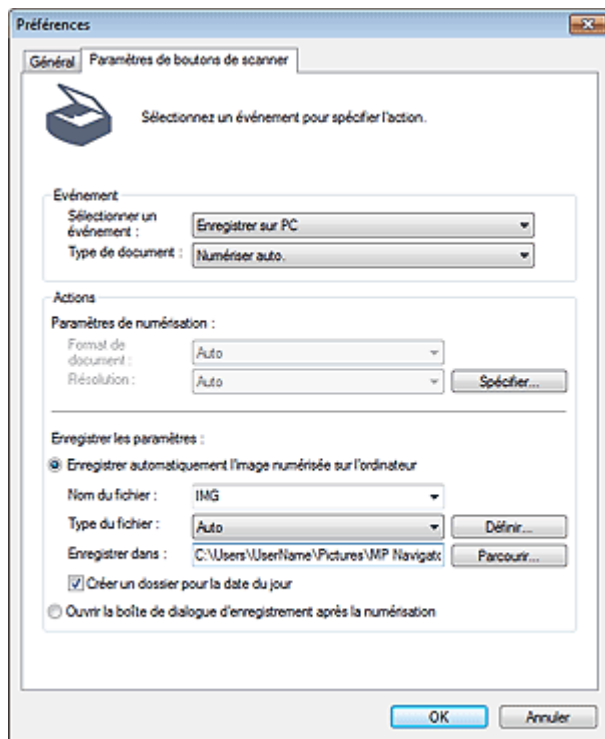 Préférences
Général Paramètres de boutons de scanner
Sélectionnez un événement pour spécifier l'action.
Evénement
Sélectionner un
événement :
Enregistrer sur PC
Type de document : Numériser auto.
Actions
Paramètres de numérisation :
Format de
document :
Auto
Résolution : Auto Spécifier...
Enregistrer les paramètres :
Enregistrer automatiquement l'image numérisée sur l'ordinateur
Nom du fichier : IMG
Type du fichier : Auto Définir...
Enregistrer dans : C:\Users\UserName\Pictures\MP Navigato Parcourir...
Créer un dossier pour la date du jour
Ouvrir la boîte de dialogue d'enregistrement après la numérisation
OK Annuler